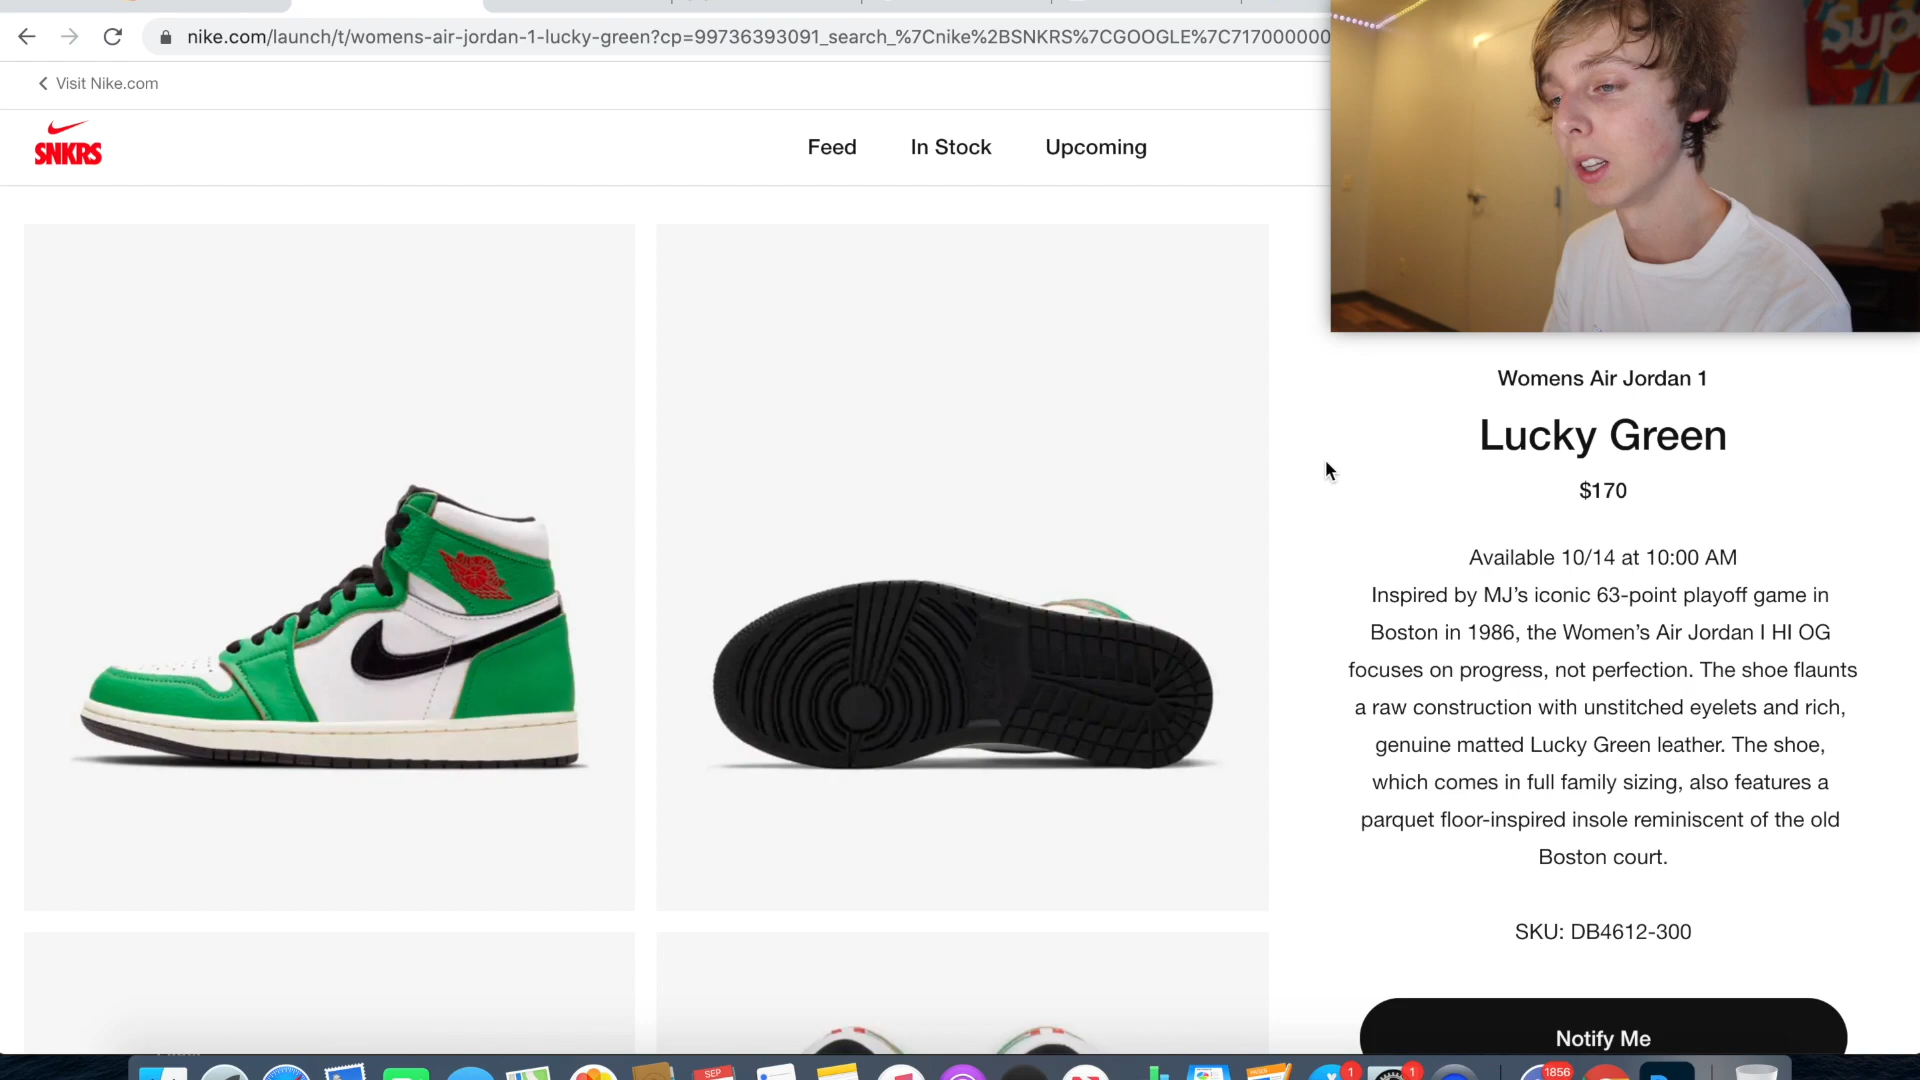 nike.com/launch/t/womens-air-jordan-1-lucky-green?cp=99736393091_search_%7Cnike%2BSNKRS%7CGOOGLE%7C717000000
Visit Nike.com
SNKRS
Feed
In Stock
Upcoming
Sup
Womens Air Jordan 1
Lucky Green
$170
Available 10/14 at 10:00 AM
Inspired by MJ’s iconic 63-point playoff game in
Boston in 1986, the Women’s Air Jordan I HI OG
focuses on progress, not perfection. The shoe flaunts
a raw construction with unstitched eyelets and rich,
genuine matted Lucky Green leather. The shoe,
which comes in full family sizing, also features a
parquet floor-inspired insole reminiscent of the old
Boston court.
SKU: DB4612-300
Notify Me
SEP
1
1
1856